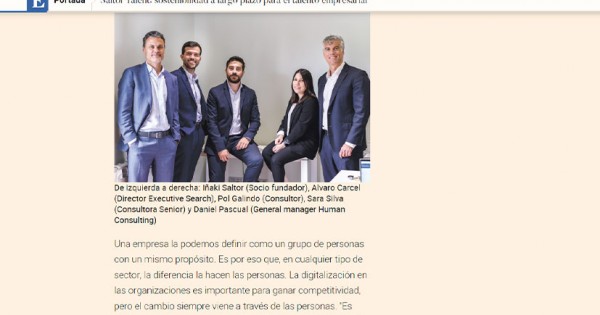 E Portada Saltor Talent: sostenibilidad a largo plazo para el talento empresarial
De izquierda a derecha: Iñaki Saltor (Socio fundador), Alvaro Carcel
(Director Executive Search), Pol Galindo (Consultor), Sara Silva
(Consultora Senior) y Daniel Pascual (General manager Human
Consulting)
Una empresa la podemos definir como un grupo de personas
con un mismo propósito. Es por eso que, en cualquier tipo de
sector, la diferencia la hacen las personas. La digitalización en
las organizaciones es importante para ganar competitividad,
pero el cambio siempre viene a través de las personas. "Es